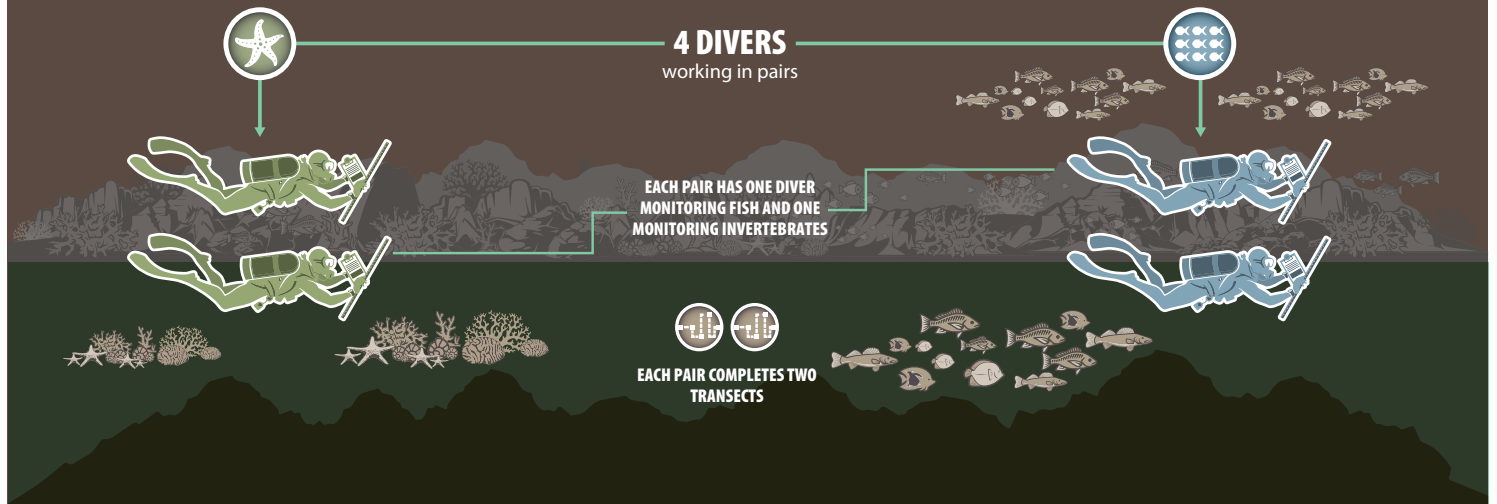 4 DIVERS
working in pairs
EACH PAIR HAS ONE DIVER
MONITORING FISH AND ONE
MONITORING INVERTEBRATES
EACH PAIR COMPLETES TWO
TRANSECTS